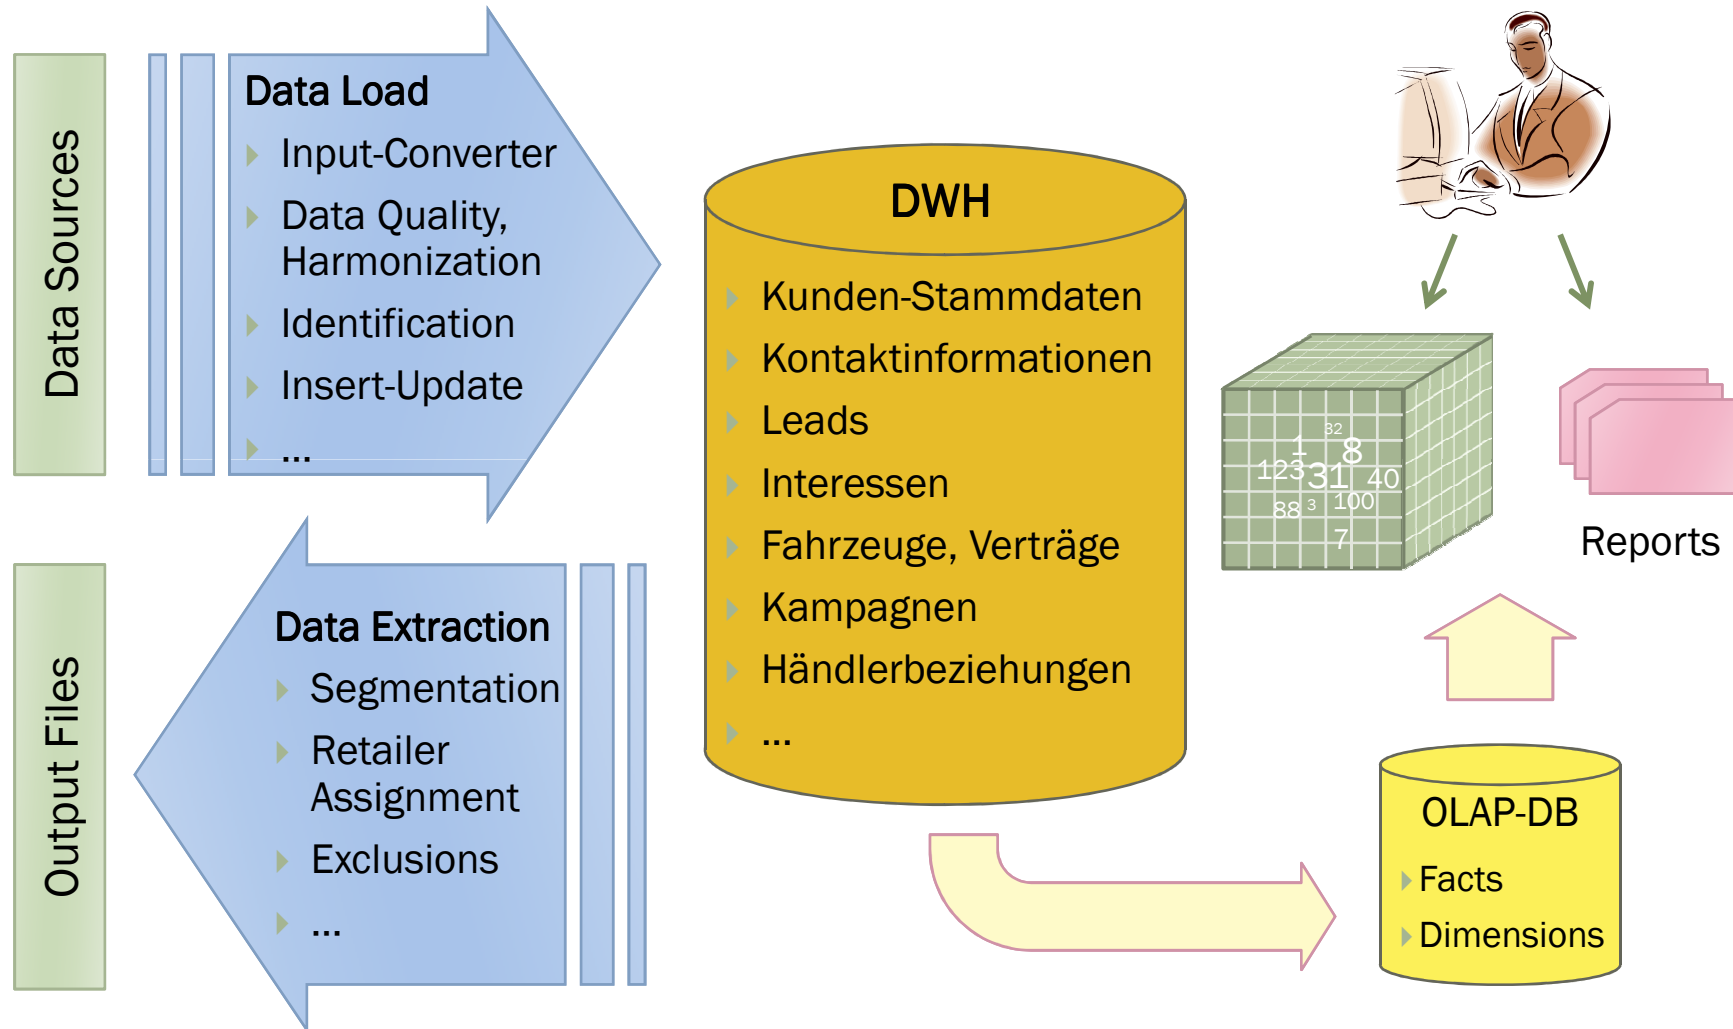 Data Sources
Data Load
Input-Converter
Data Quality,
Harmonization
Identification
Insert-Update
...
Output Files
Data Extraction
Segmentation
Retailer
Assignment
Exclusions
...
DWH
Kunden-Stammdaten
Kontaktinformationen
Leads
Interessen
Fahrzeuge, Verträge
Kampagnen
Händlerbeziehungen
...
32
1 8
123 31 40
88 3 100
7
Reports
OLAP-DB
Facts
Dimensions